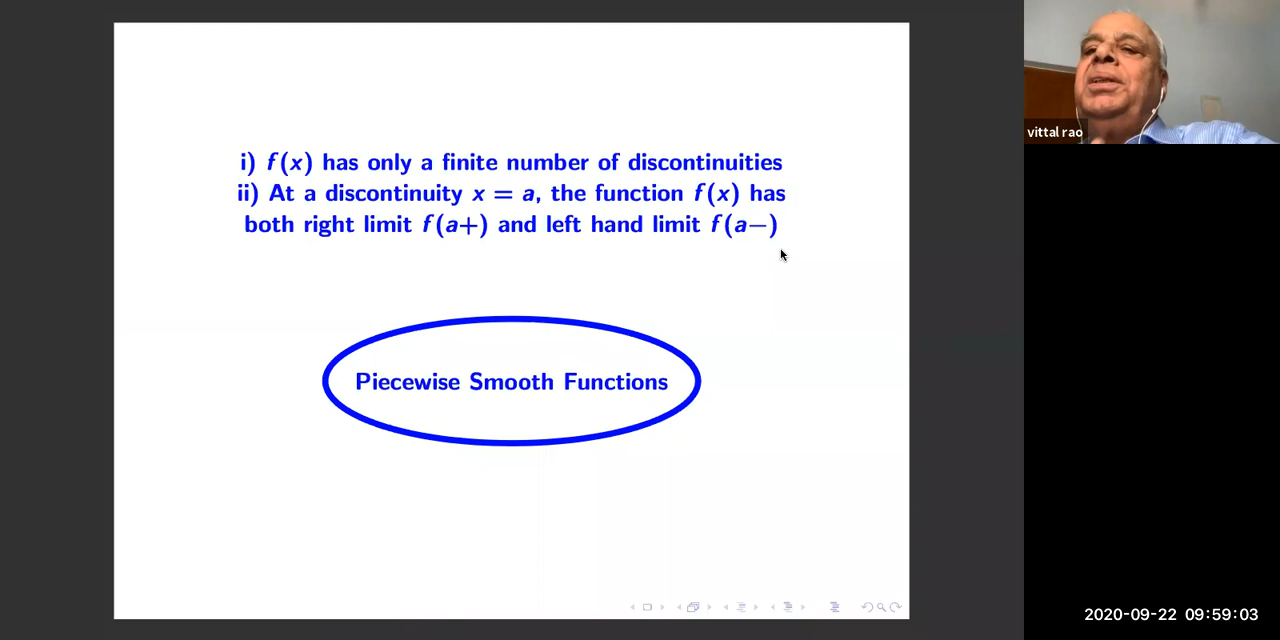 i) f(x) has only a finite number of discontinuities
ii) At a discontinuity x = a, the function f(x) has
both right limit f(a+) and left hand limit f(a−)
Piecewise Smooth Functions
vittal rao
2020-09-22 09:59:03